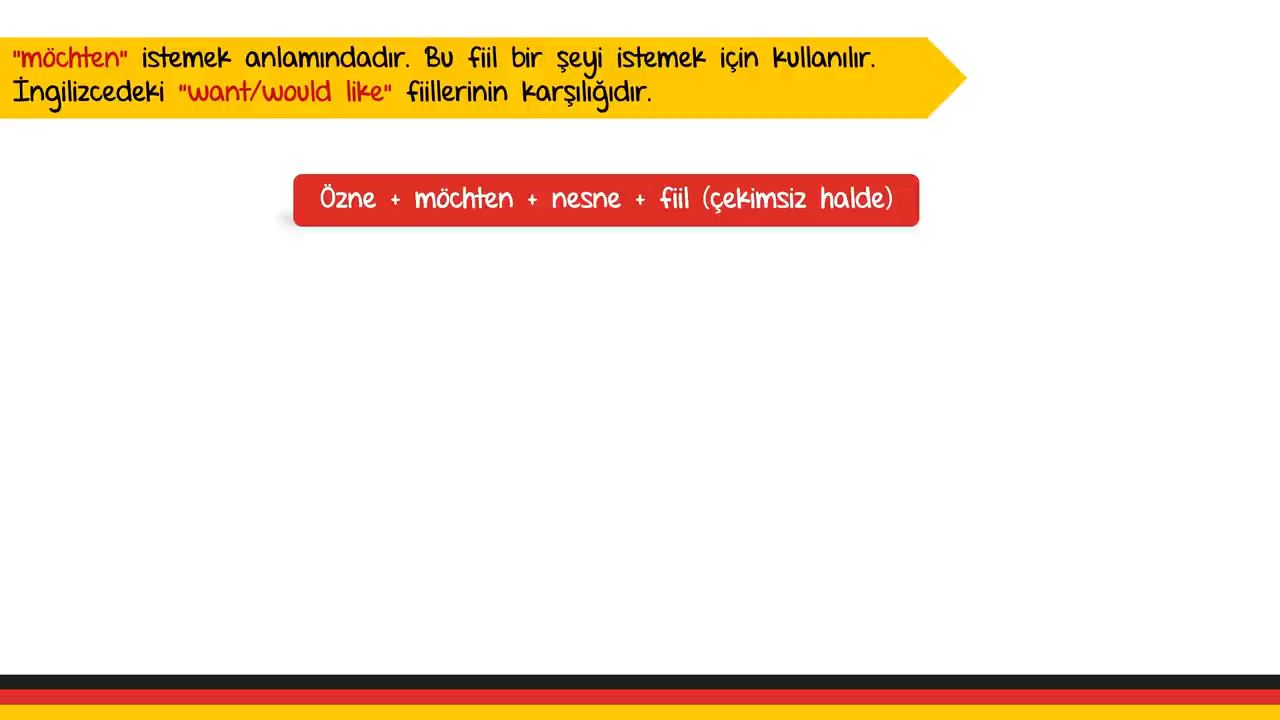 "möchten" istemek anlamındadır. Bu fiil bir şeyi istemek için kullanılır.
İngilizcedeki "want/would like" fiillerinin karşılığıdır.
Özne + möchten + nesne + fiil (çekimsiz halde)